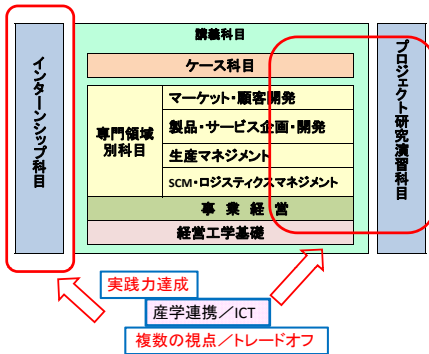 講義科目
インターンシップ科目
ケース科目
専門領域
別科目
マーケット・顧客開発
製品・サービス企画・開発
生産マネジメント
SCM・ロジスティクスマネジメント
事業経営
経営工学基礎
プロジェクト研究演習科目
実践力達成
産学連携/ICT
複数の視点/トレードオフ